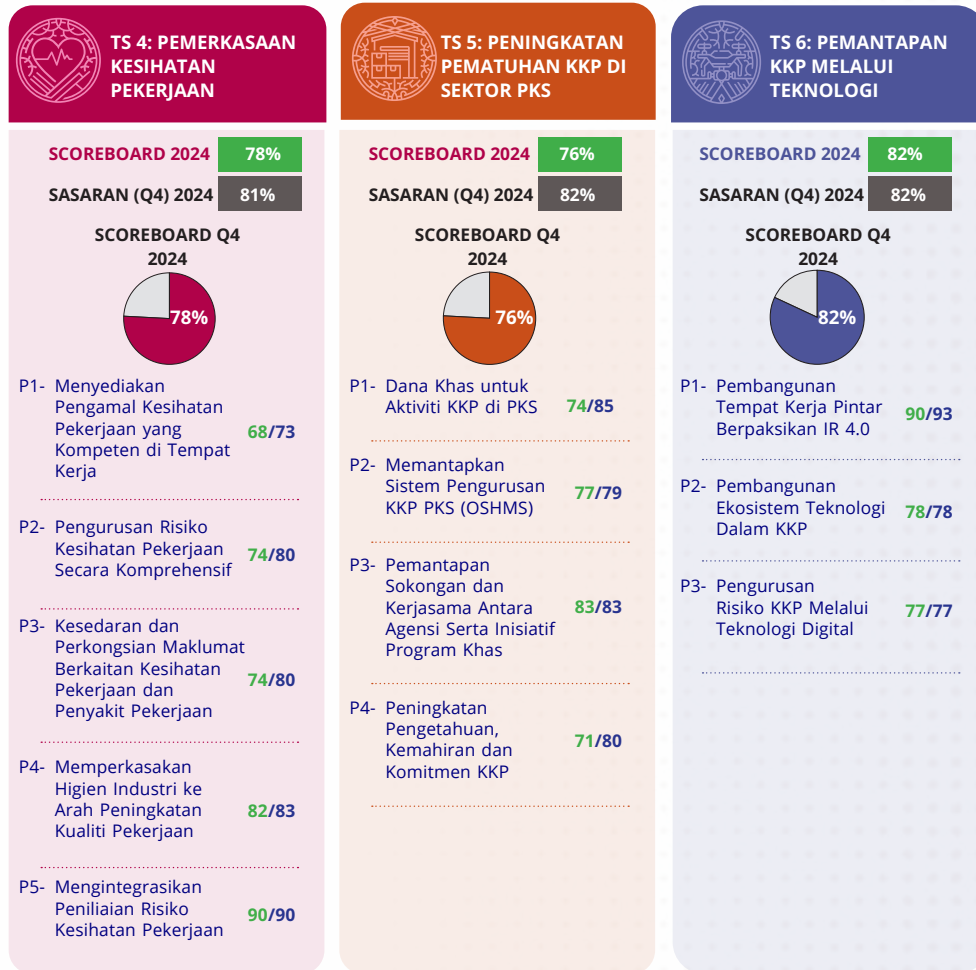 TS 4: PEMERKASAAN
KESIHATAN
PEKERJAAN
SCOREBOARD 2024 78%
SASARAN (Q4) 2024 81%
SCOREBOARD Q4
2024
78%
P1- Menyediakan
Pengamal Kesihatan
Pekerjaan yang
Kompeten di Tempat
Kerja
68/73
P2- Pengurusan Risiko
Kesihatan Pekerjaan
Secara Komprehensif
74/80
P3- Kesedaran dan
Perkongsian Maklumat
Berkaitan Kesihatan
Pekerjaan dan
Penyakit Pekerjaan
74/80
P4- Memperkasakan
Higien Industri ke
Arah Peningkatan
Kualiti Pekerjaan
82/83
P5- Mengintegrasikan
Peniliaian Risiko
Kesihatan Pekerjaan
90/90
TS 5: PENINGKATAN
PEMATUHAN KKP DI
SEKTOR PKS
SCOREBOARD 2024 76%
SASARAN (Q4) 2024 82%
SCOREBOARD Q4
2024
76%
P1- Dana Khas untuk
Aktiviti KKP di PKS
74/85
P2- Memantapkan
Sistem Pengurusan
KKP PKS (OSHMS)
77/79
P3- Pemantapan
Sokongan dan
Kerjasama Antara
Agensi Serta Inisiatif
Program Khas
83/83
P4- Peningkatan
Pengetahuan,
Kemahiran dan
Komitmen KKP
71/80
TS 6: PEMANTAPAN
KKP MELALUI
TEKNOLOGI
SCOREBOARD 2024 82%
SASARAN (Q4) 2024 82%
SCOREBOARD Q4
2024
82%
P1- Pembangunan
Tempat Kerja Pintar
Berpaksikan IR 4.0
90/93
P2- Pembangunan
Ekosistem Teknologi
Dalam KKP
78/78
P3- Pengurusan
Risiko KKP Melalui
Teknologi Digital
77/77